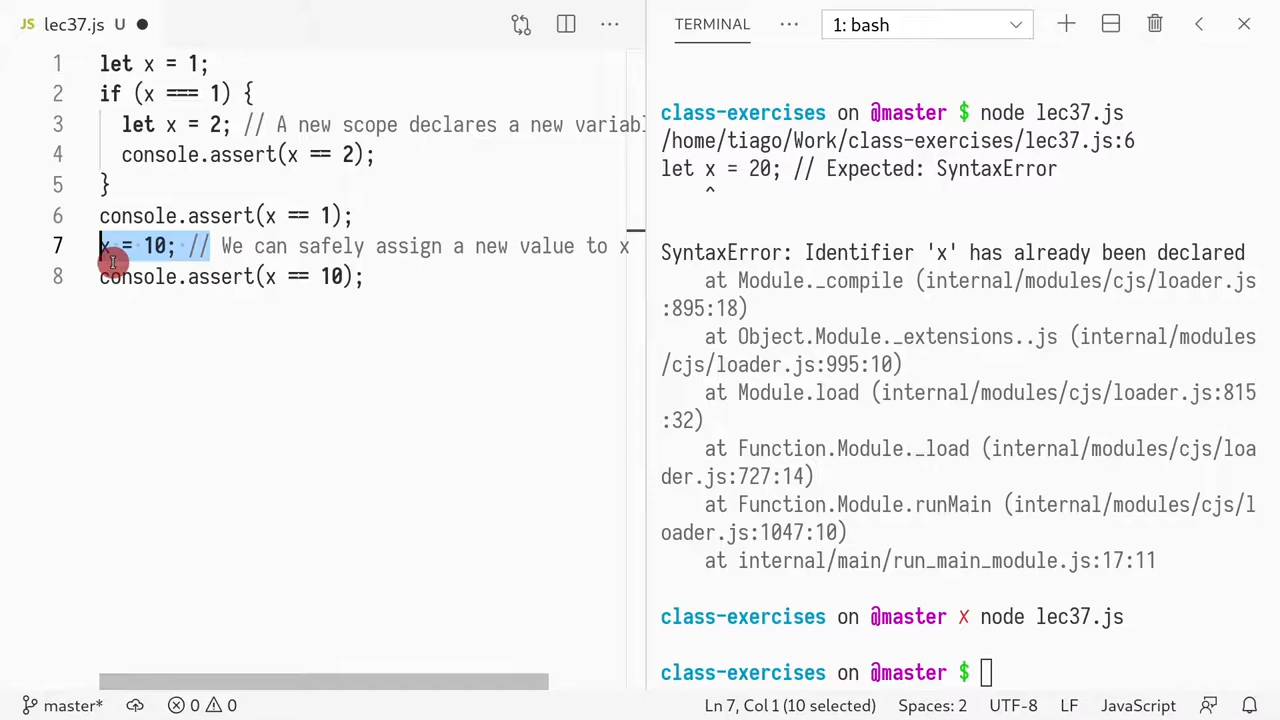 JS lec37.js U
1 let x = 1;
2 if (x === 1) {
3 let x = 2; // A new scope declares a new variabl
4 console.assert(x == 2);
5 }
6 console.assert(x == 1);
7 x = 10; // We can safely assign a new value to x
8 console.assert(x == 10);
TERMINAL
1: bash
class-exercises on @master $ node lec37.js
/home/tiago/Work/class-exercises/lec37.js:6
let x = 20; // Expected: SyntaxError
^
SyntaxError: Identifier 'x' has already been declared
at Module._compile (internal/modules/cjs/loader.js
:895:18)
at Object.Module._extensions..js (internal/modules
/cjs/loader.js:995:10)
at Module.load (internal/modules/cjs/loader.js:815
:32)
at Function.Module._load (internal/modules/cjs/loa
der.js:727:14)
at Function.Module.runMain (internal/modules/cjs/l
oader.js:1047:10)
at internal/main/run_main_module.js:17:11
class-exercises on @master ✗ node lec37.js
class-exercises on @master $
master* 0 0 Ln 7, Col 1 (10 selected) Spaces: 2 UTF-8 LF JavaScript